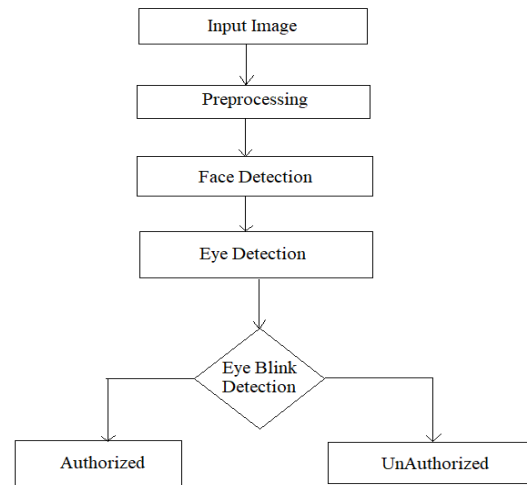 Input Image
Preprocessing
Face Detection
Eye Detection
Eye Blink
Detection
Authorized
UnAuthorized